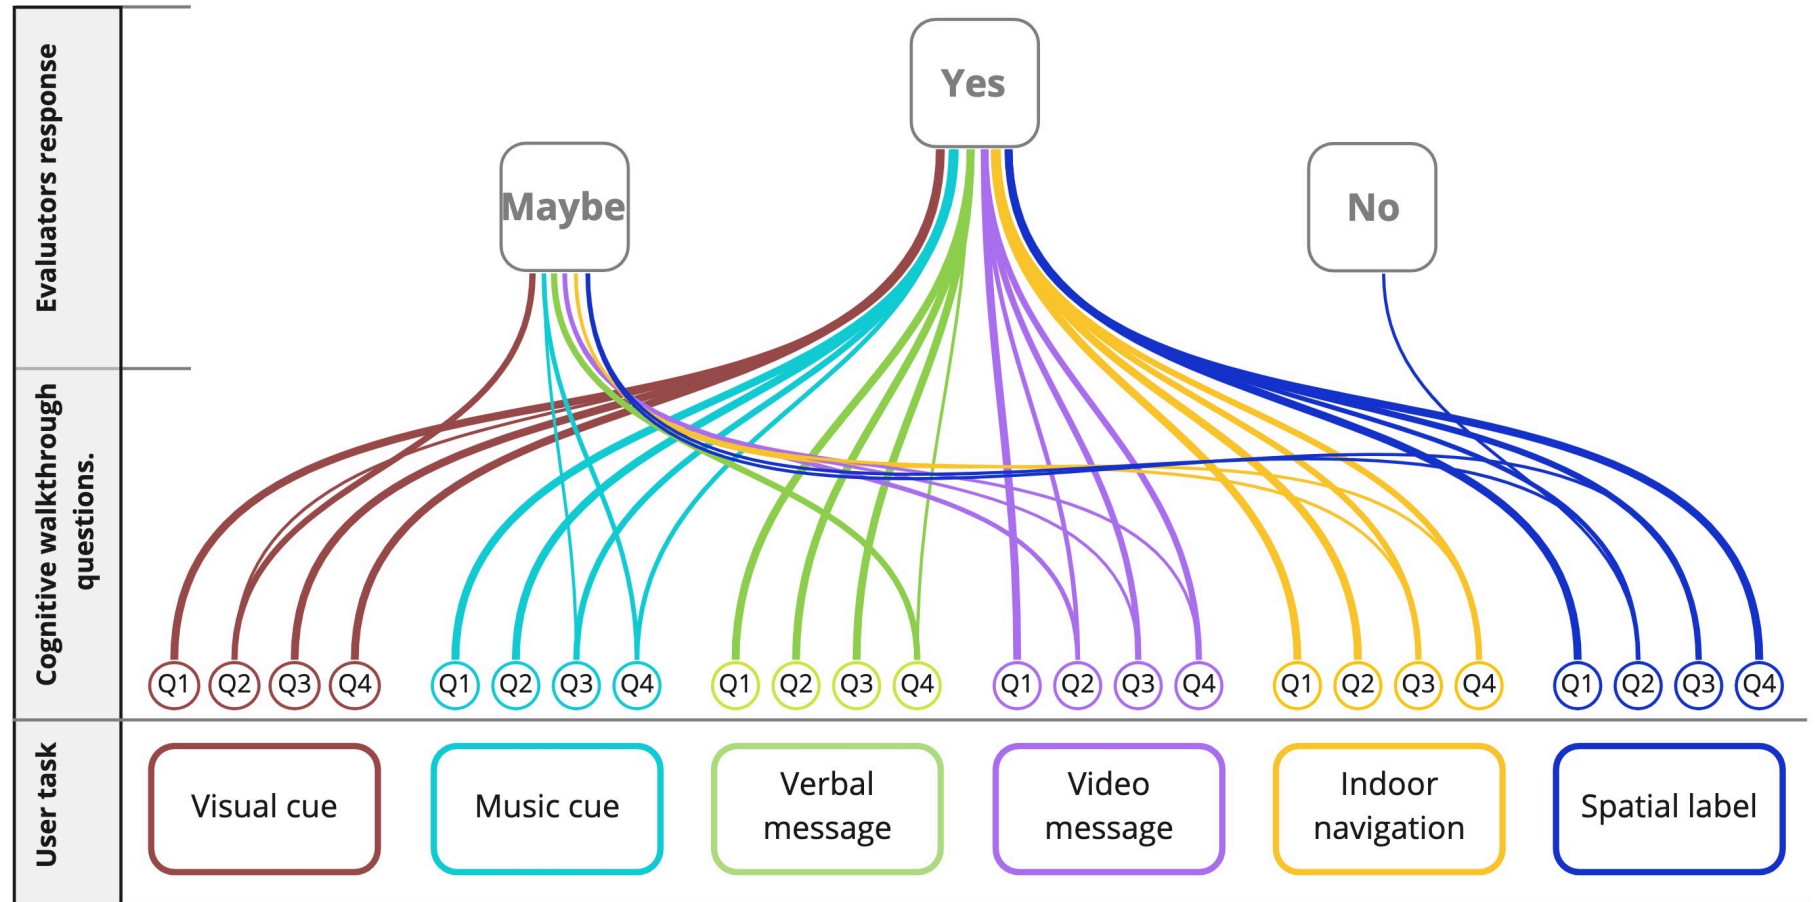 Evaluators response
Yes
Maybe
No
Cognitive walkthrough
questions.
Q1 Q2 Q3 Q4 Q1 Q2 Q3 Q4 Q1 Q2 Q3 Q4 Q1 Q2 Q3 Q4 Q1 Q2 Q3 Q4 Q1 Q2 Q3 Q4
User task
Visual cue
Music cue
Verbal
message
Video
message
Indoor
navigation
Spatial label